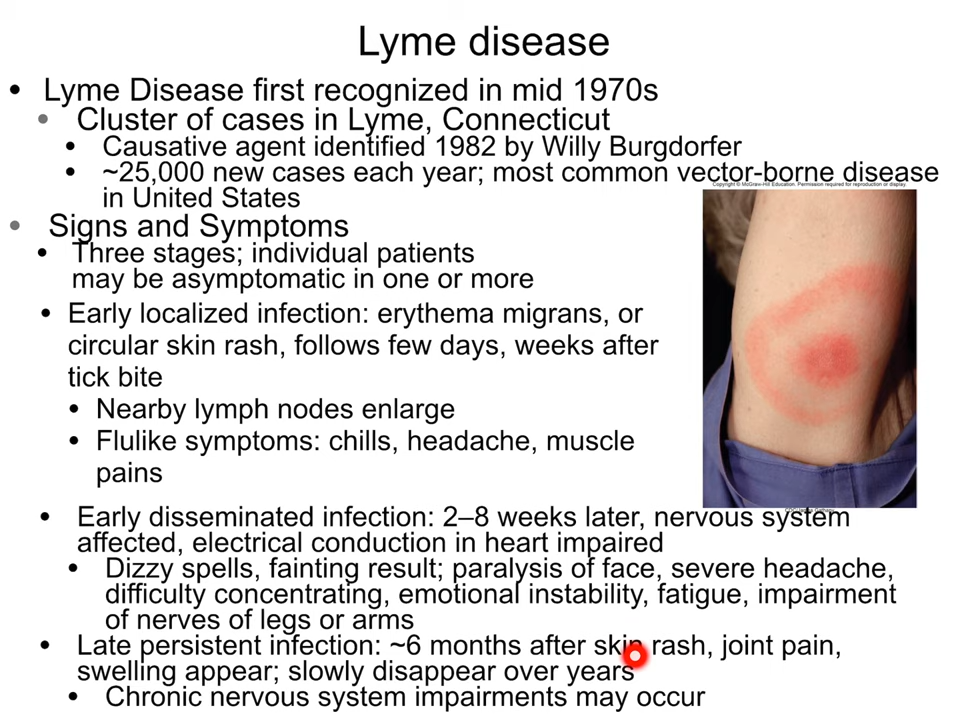 Lyme disease
• Lyme Disease first recognized in mid 1970s
• Cluster of cases in Lyme, Connecticut
• Causative agent identified 1982 by Willy Burgdorfer
• ~25,000 new cases each year; most common vector-borne disease
in United States
Copyright © McGraw-Hill Education. Permission required for reproduction or display.
• Signs and Symptoms
• Three stages; individual patients
may be asymptomatic in one or more
• Early localized infection: erythema migrans, or
circular skin rash, follows few days, weeks after
tick bite
• Nearby lymph nodes enlarge
• Flulike symptoms: chills, headache, muscle
pains
• Early disseminated infection: 2–8 weeks later, nervous system
affected, electrical conduction in heart impaired
• Dizzy spells, fainting result; paralysis of face, severe headache,
difficulty concentrating, emotional instability, fatigue, impairment
of nerves of legs or arms
• Late persistent infection: ~6 months after skin rash, joint pain,
swelling appear; slowly disappear over years
• Chronic nervous system impairments may occur